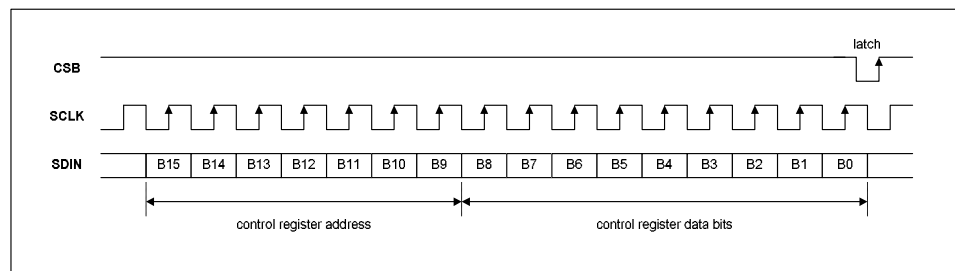 latch
CSB
SCLK
SDIN B15 B14 B13 B12 B11 B10 B9 B8 B7 B6 B5 B4 B3 B2 B1 B0
control register address control register data bits